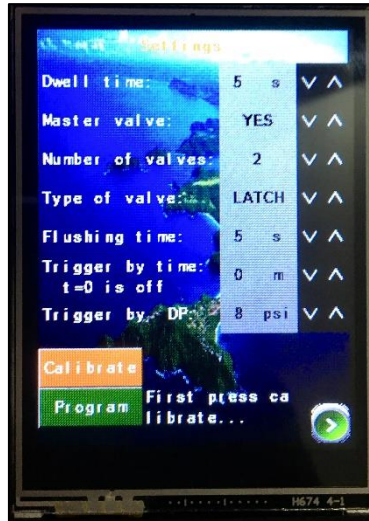 Settings
Dwell time: 5 s
Master valve: YES
Number of valves: 2
Type of valve: LATCH
Flushing time: 5 s
Trigger by time: 0 m
t=0 is off
Trigger by DP: 8 psi
Calibrate
Program
First press ca
librate...
H674 4-1